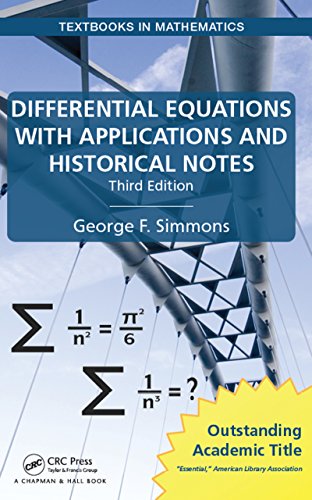 TEXTBOOKS IN MATHEMATICS
DIFFERENTIAL EQUATIONS
WITH APPLICATIONS AND
HISTORICAL NOTES
Third Edition
George F. Simmons
∑ 1/n² = π²/6
∑ 1/n³ = ?
Outstanding
Academic Title
"Essential," American Library Association
CRC CRC Press
Taylor & Francis Group
A CHAPMAN & HALL BOOK